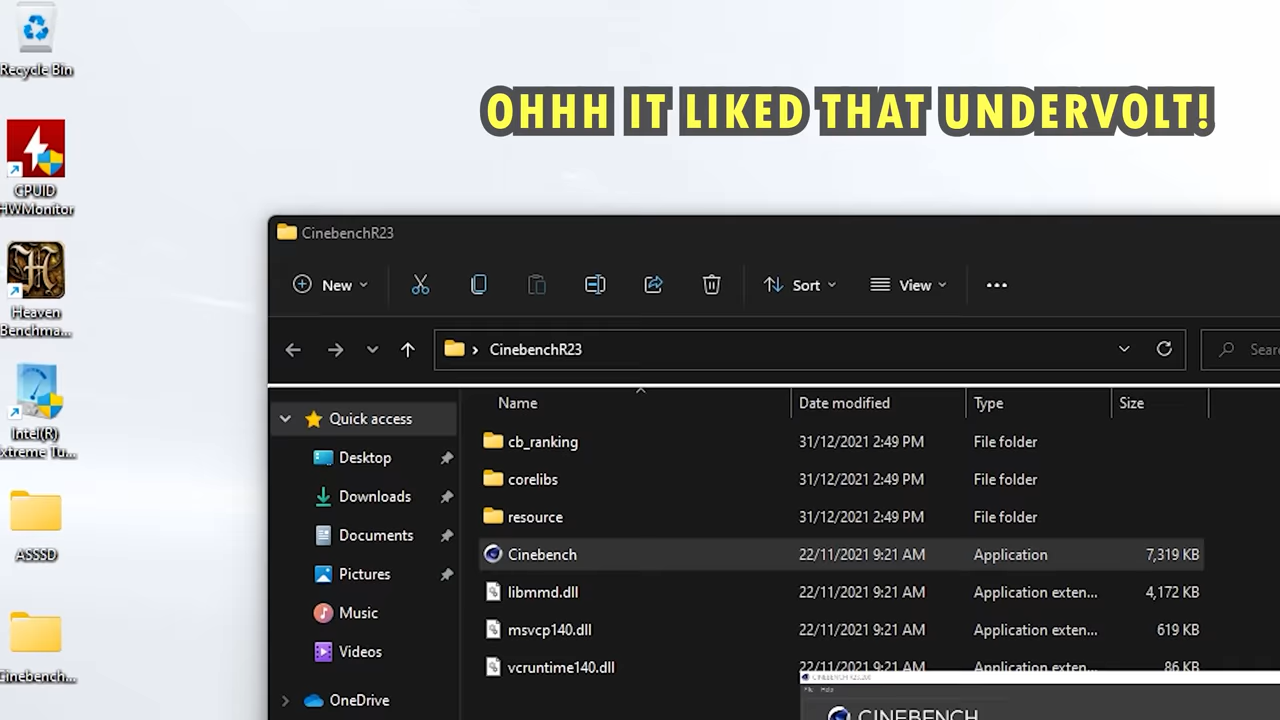 Recycle Bin
OHHH IT LIKED THAT UNDERVOLT!
CPUID
HWMonitor
CinebenchR23
New
Sort
View
Heaven
Benchma...
CinebenchR23
Sear
Name
Date modified
Type
Size
Quick access
Intel(R)
xtreme Tu...
cb_ranking 31/12/2021 2:49 PM File folder
Desktop
corelibs 31/12/2021 2:49 PM File folder
Downloads
resource 31/12/2021 2:49 PM File folder
Documents
ASSSD
Cinebench 22/11/2021 9:21 AM Application 7,319 KB
Pictures
libmmd.dll 22/11/2021 9:21 AM Application exten... 4,172 KB
Music
msvcp140.dll 22/11/2021 9:21 AM Application exten... 619 KB
Videos
vcruntime140.dll 22/11/2021 9:21 AM Application exten... 86 KB
Cinebench...
CINEBENCH R23.200
File Help
OneDrive
CINEBENCH